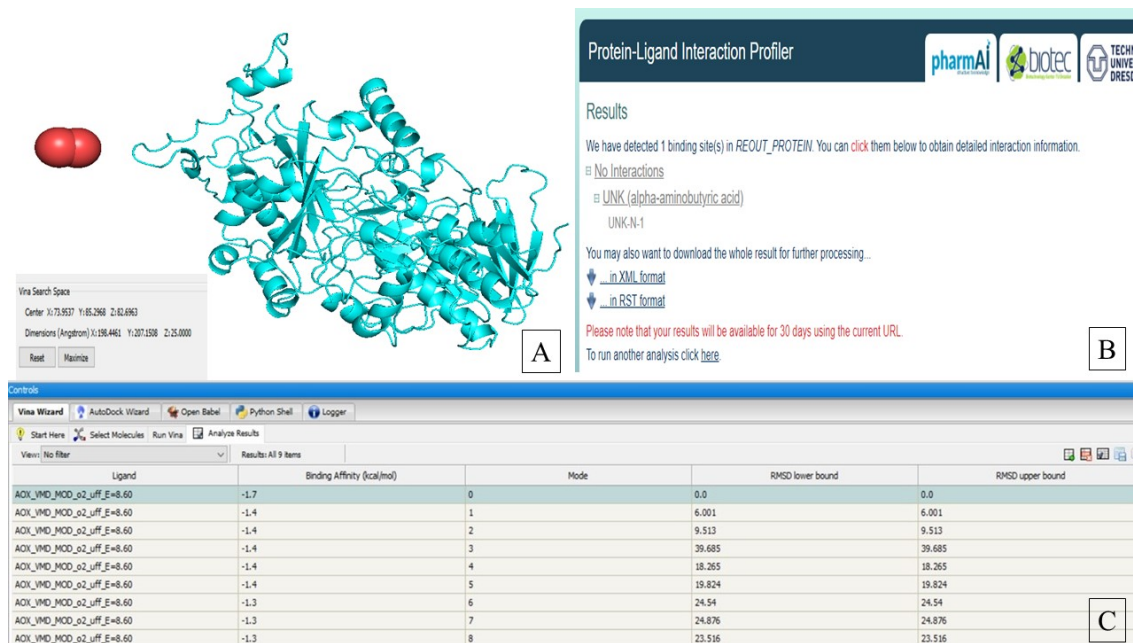 Vina Search Space
Center X:73.9537 Y:85.2968 Z:82.6963
Dimensions (Angstrom) X:198.4461 Y:207.1508 Z:25.0000
Reset Maximize
A
Protein-Ligand Interaction Profiler
pharmAI
biotec
TECHN
UNIVE
DRESD
Results
We have detected 1 binding site(s) in REOUT_PROTEIN. You can click them below to obtain detailed interaction information.
No Interactions
UNK (alpha-aminobutyric acid)
UNK-N-1
You may also want to download the whole result for further processing...
... in XML format
... in RST format
Please note that your results will be available for 30 days using the current URL.
To run another analysis click here.
B
Controls
Vina Wizard AutoDock Wizard Open Babel Python Shell Logger
Start Here Select Molecules Run Vina Analyze Results
View: No filter Results: All 9 items
Ligand Binding Affinity (kcal/mol) Mode RMSD lower bound RMSD upper bound
AOX_VMD_MOD_o2_uff_E=8.60 -1.7 0 0.0 0.0
AOX_VMD_MOD_o2_uff_E=8.60 -1.4 1 6.001 6.001
AOX_VMD_MOD_o2_uff_E=8.60 -1.4 2 9.513 9.513
AOX_VMD_MOD_o2_uff_E=8.60 -1.4 3 39.685 39.685
AOX_VMD_MOD_o2_uff_E=8.60 -1.4 4 18.265 18.265
AOX_VMD_MOD_o2_uff_E=8.60 -1.4 5 19.824 19.824
AOX_VMD_MOD_o2_uff_E=8.60 -1.3 6 24.54 24.54
AOX_VMD_MOD_o2_uff_E=8.60 -1.3 7 24.876 24.876
AOX_VMD_MOD_o2_uff_E=8.60 -1.3 8 23.516 23.516
C